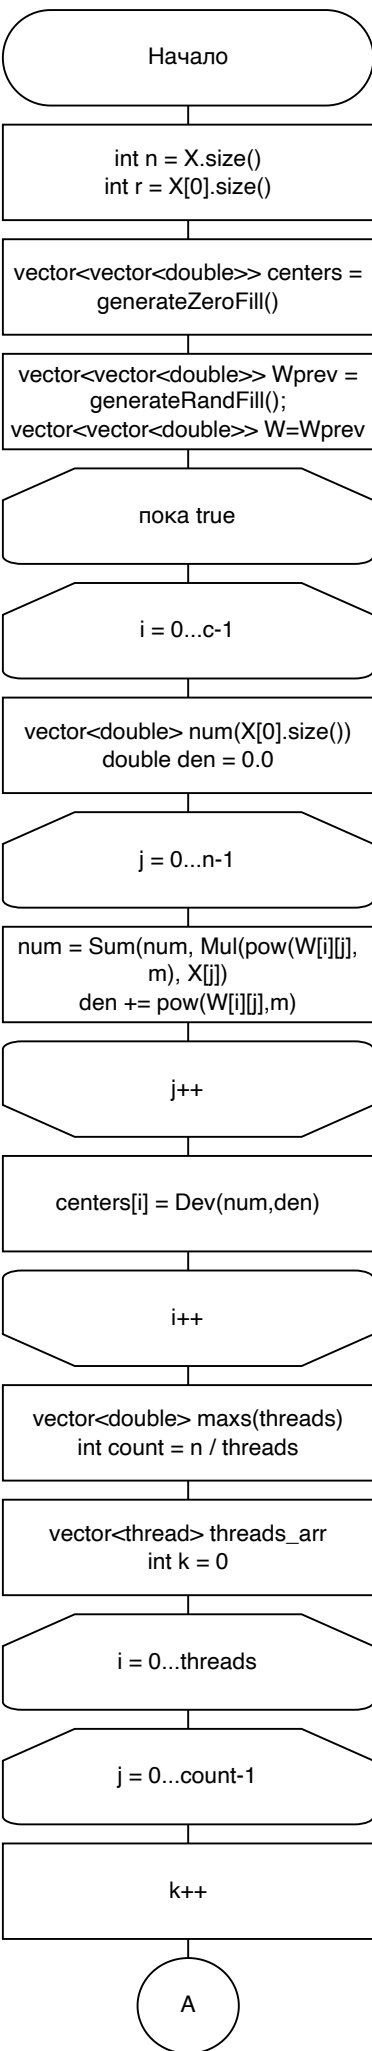 Начало
int n = X.size()
int r = X[0].size()
vector<vector<double>> centers =
generateZeroFill()
vector<vector<double>> Wprev =
generateRandFill();
vector<vector<double>> W=Wprev
пока true
i = 0...c-1
vector<double> num(X[0].size())
double den = 0.0
j = 0...n-1
num = Sum(num, Mul(pow(W[i][j],
m), X[j])
den += pow(W[i][j],m)
j++
centers[i] = Dev(num,den)
i++
vector<double> maxs(threads)
int count = n / threads
vector<thread> threads_arr
int k = 0
i = 0...threads
j = 0...count-1
k++
A